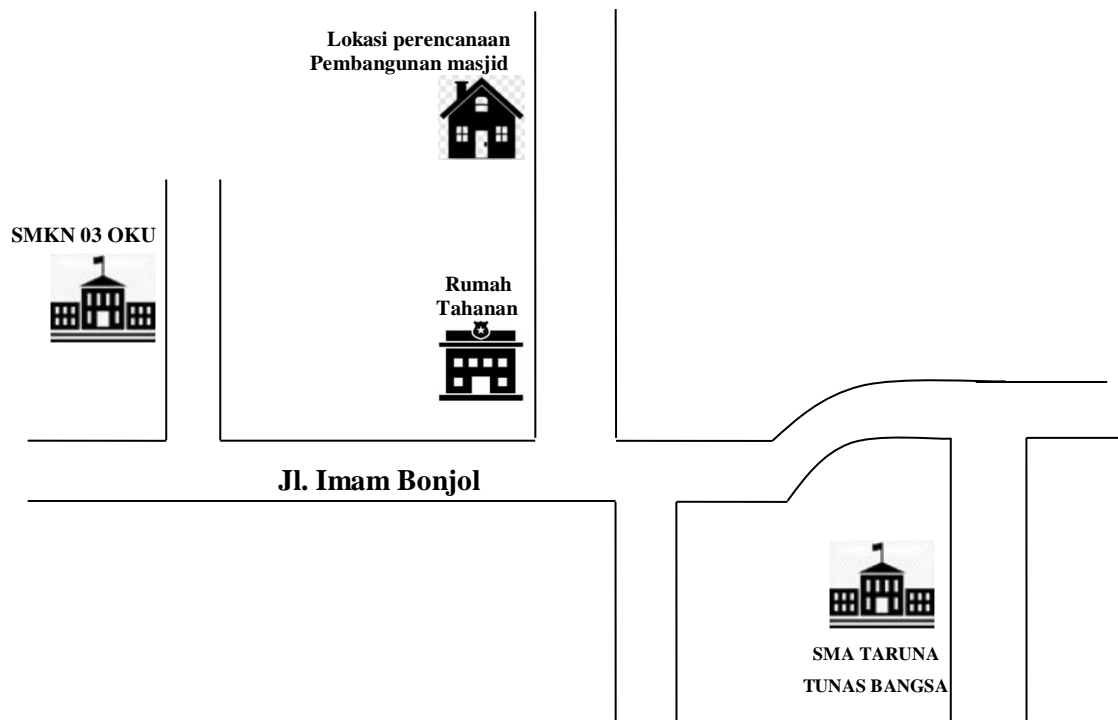 Lokasi perencanaan
Pembangunan masjid
SMKN 03 OKU
Rumah
Tahanan
Jl. Imam Bonjol
SMA TARUNA
TUNAS BANGSA